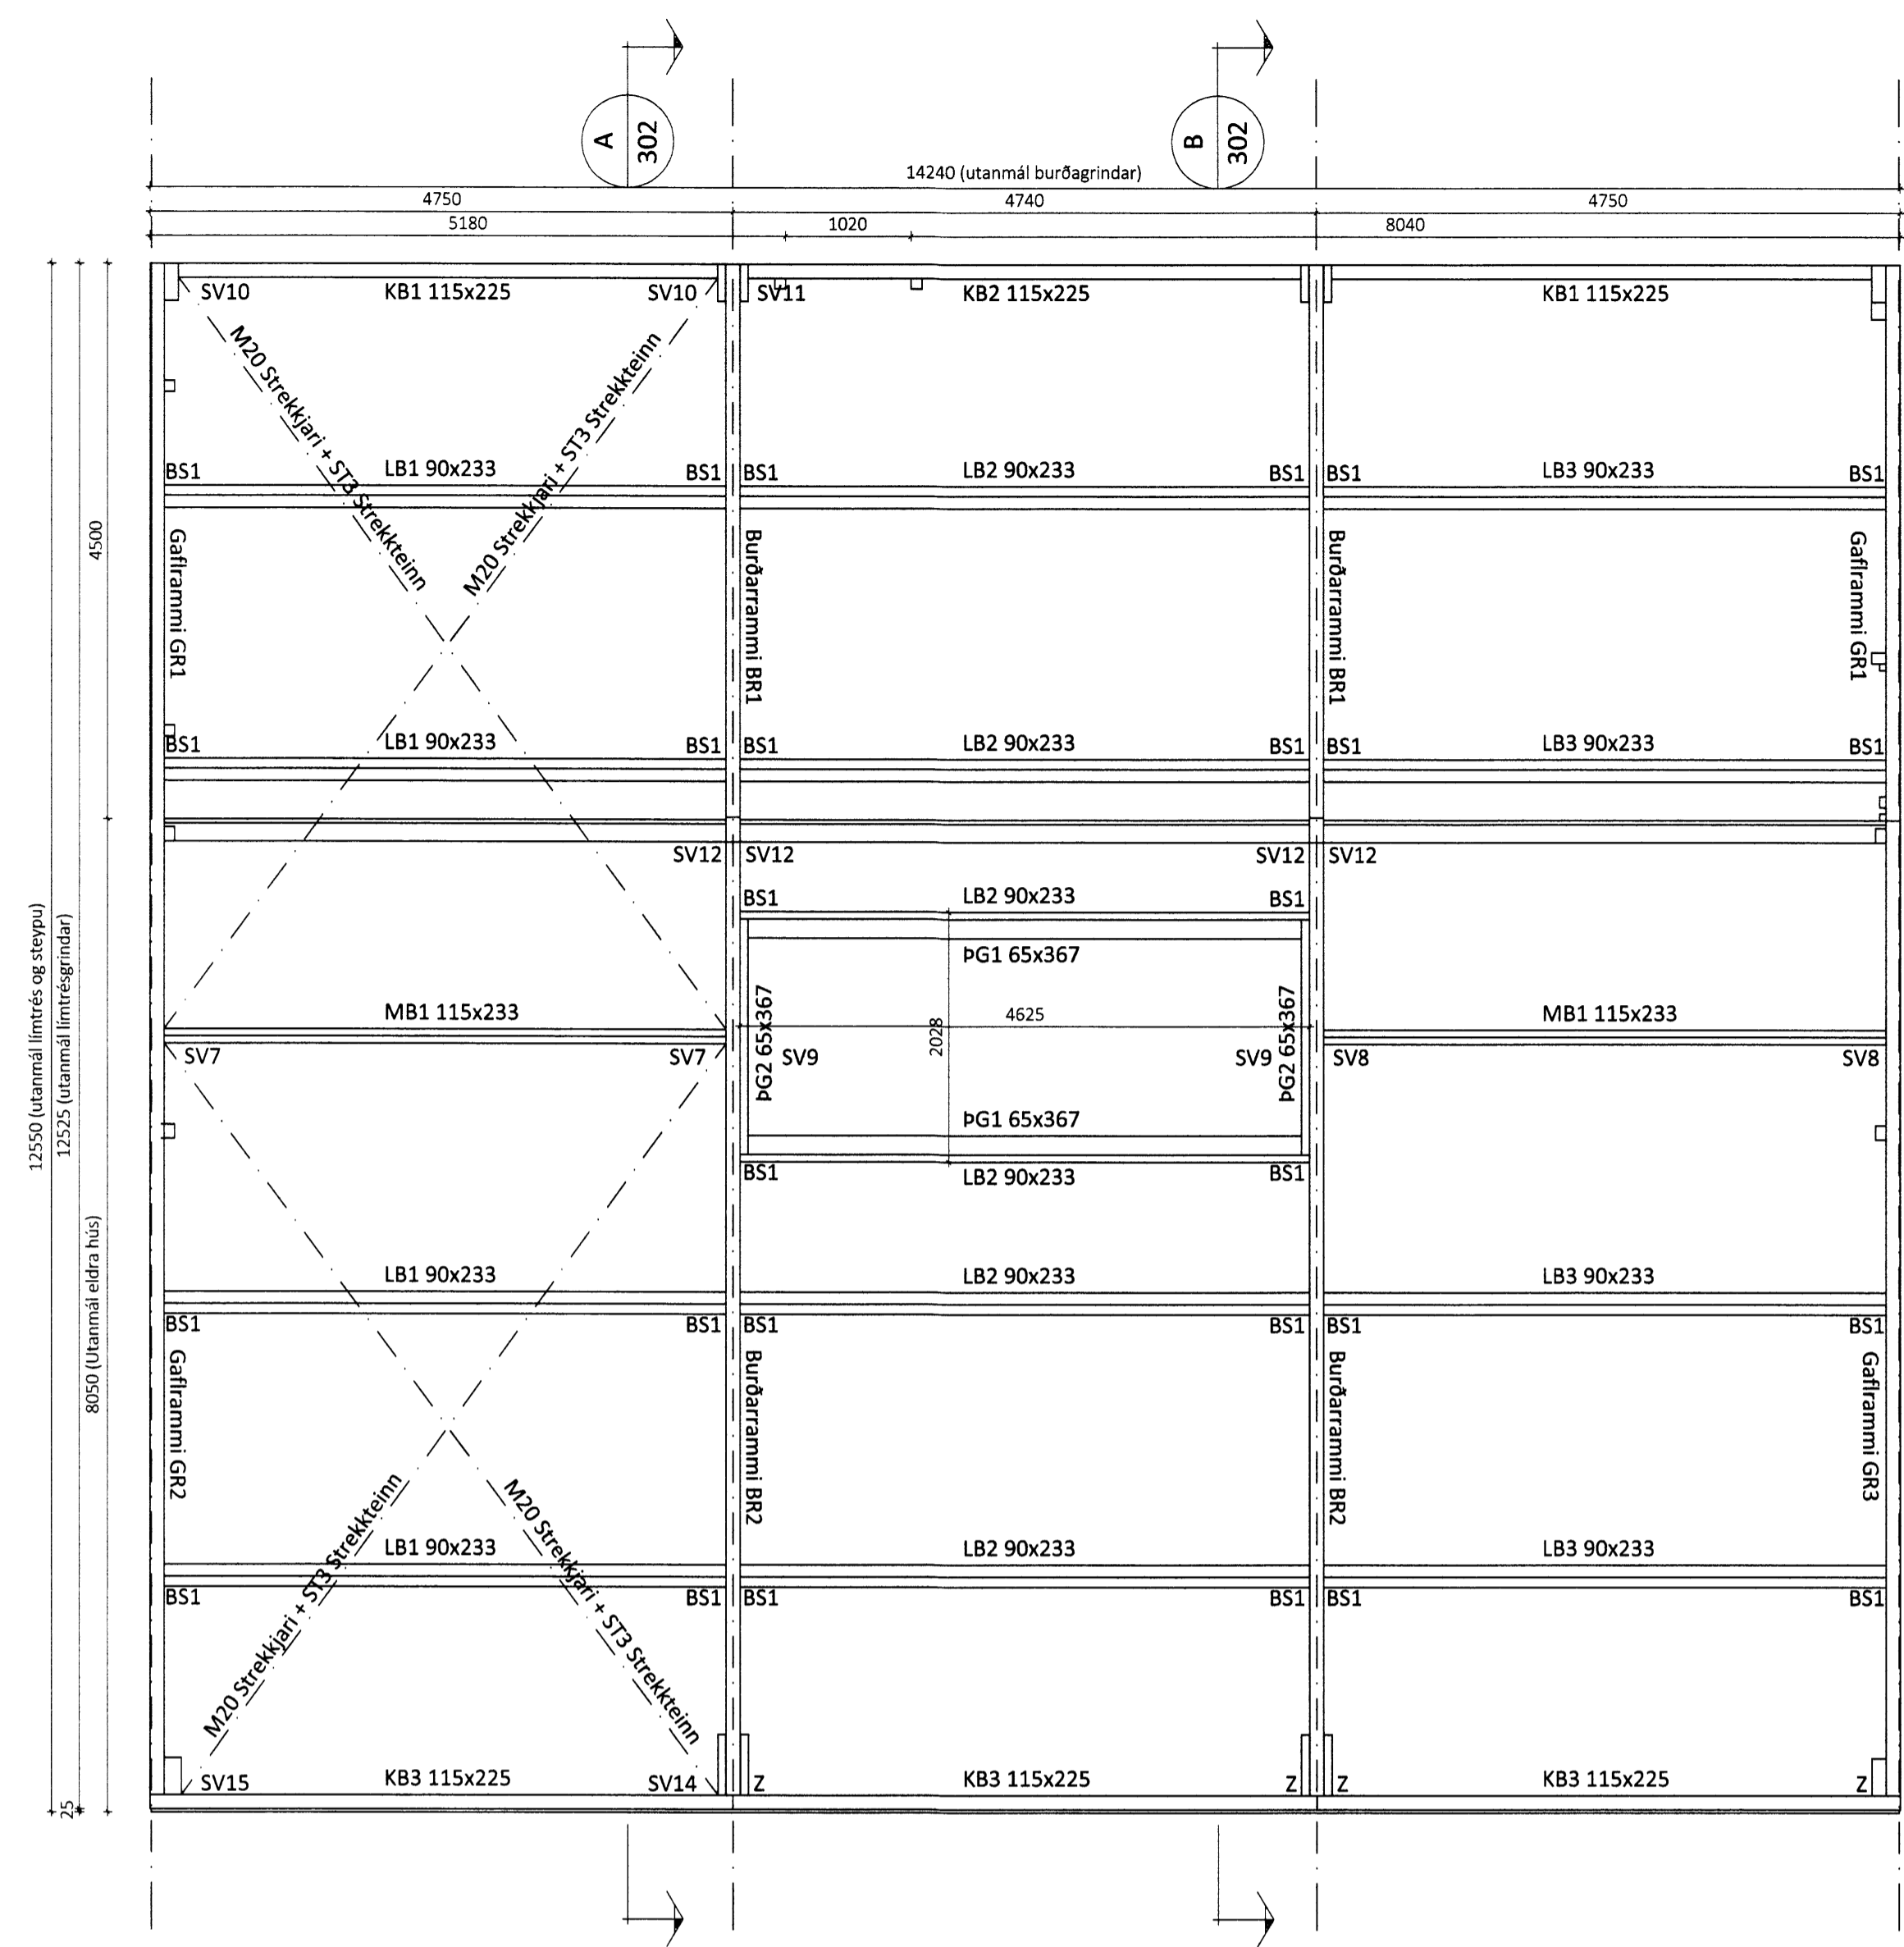 A
302
B
302
14240 (utanmál burðagrindar)
4750
4740
4750
5180
1020
8040
SV10
KB1 115x225
SV10
SV11
KB2 115x225
KB1 115x225
M20 Strekkjari + ST3 Strekkteinn
M20 Strekkjari + ST3 Strekkteinn
BS1
LB1 90x233
BS1
BS1
LB2 90x233
BS1
BS1
LB3 90x233
BS1
4500
Gaflrammi GR1
Burðarrammi BR1
Burðarrammi BR1
Gaflrammi GR1
BS1
LB1 90x233
BS1
BS1
LB2 90x233
BS1
BS1
LB3 90x233
BS1
SV12
SV12
SV12
SV12
BS1
LB2 90x233
BS1
ÞG1 65x367
12550 (utanmál límtrés og steypu)
12525 (utanmál límtrésgrindar)
MB1 115x233
ÞG2 65x367
2028
4625
ÞG2 65x367
MB1 115x233
SV7
SV7
SV9
SV9
SV8
SV8
ÞG1 65x367
BS1
LB2 90x233
BS1
8050 (Utanmál eldra hús)
LB1 90x233
LB2 90x233
LB3 90x233
BS1
BS1
BS1
BS1
BS1
BS1
Gaflrammi GR2
Burðarrammi BR2
Burðarrammi BR2
Gaflrammi GR3
M20 Strekkjari + ST3 Strekkteinn
M20 Strekkjari + ST3 Strekkteinn
LB1 90x233
LB2 90x233
LB3 90x233
BS1
BS1
BS1
BS1
BS1
BS1
SV15
KB3 115x225
SV14
Z
KB3 115x225
Z
Z
KB3 115x225
Z
25